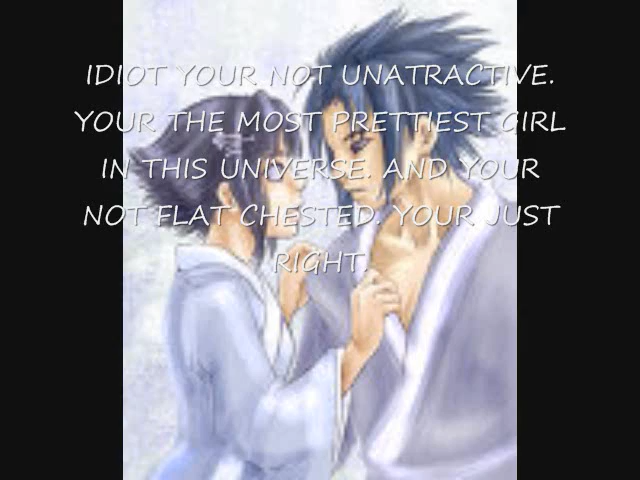 IDIOT YOUR NOT UNATRACTIVE.
YOUR THE MOST PRETTIEST GIRL
IN THIS UNIVERSE. AND YOUR
NOT FLAT CHESTED. YOUR JUST
RIGHT.